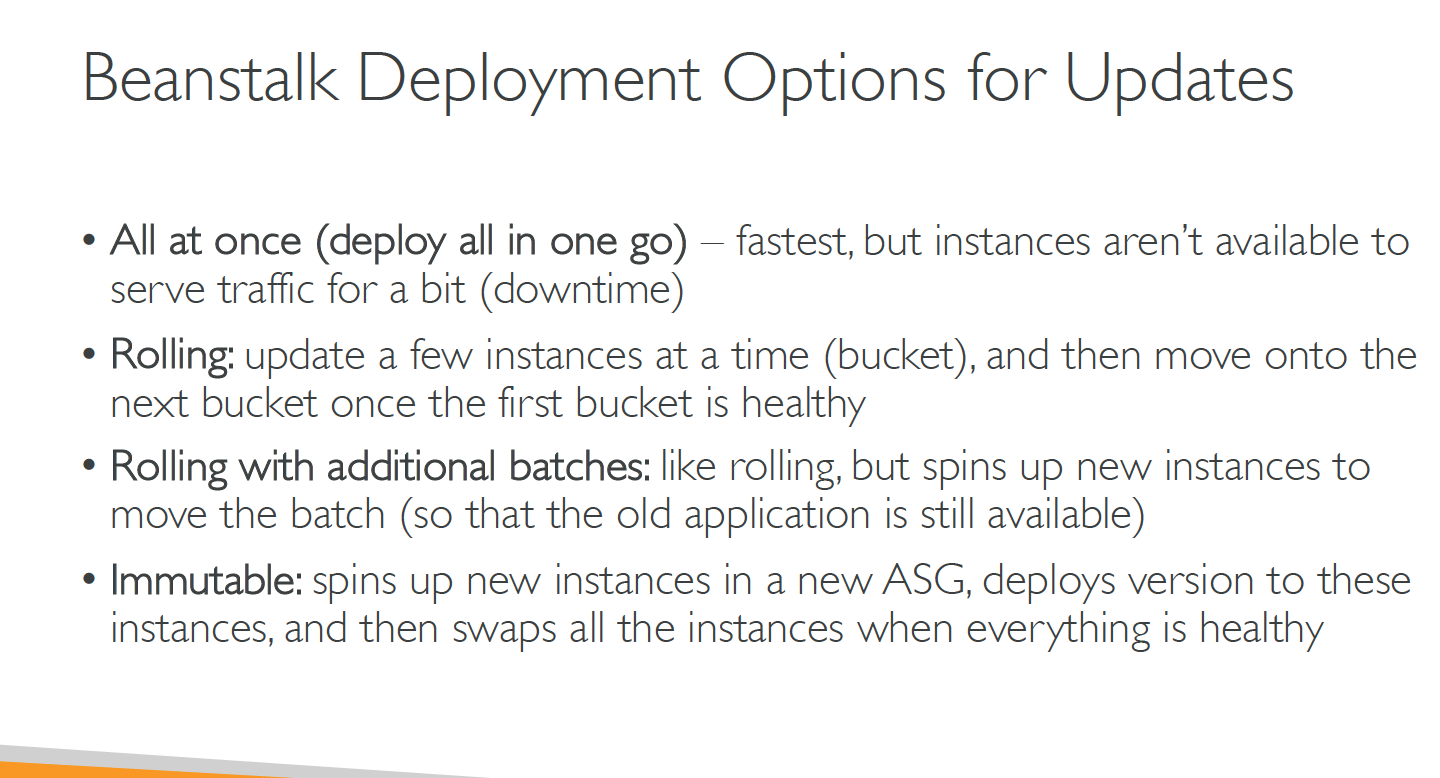 Beanstalk Deployment Options for Updates
• All at once (deploy all in one go) – fastest, but instances aren’t available to
serve traffic for a bit (downtime)
• Rolling: update a few instances at a time (bucket), and then move onto the
next bucket once the first bucket is healthy
• Rolling with additional batches: like rolling, but spins up new instances to
move the batch (so that the old application is still available)
• Immutable: spins up new instances in a new ASG, deploys version to these
instances, and then swaps all the instances when everything is healthy